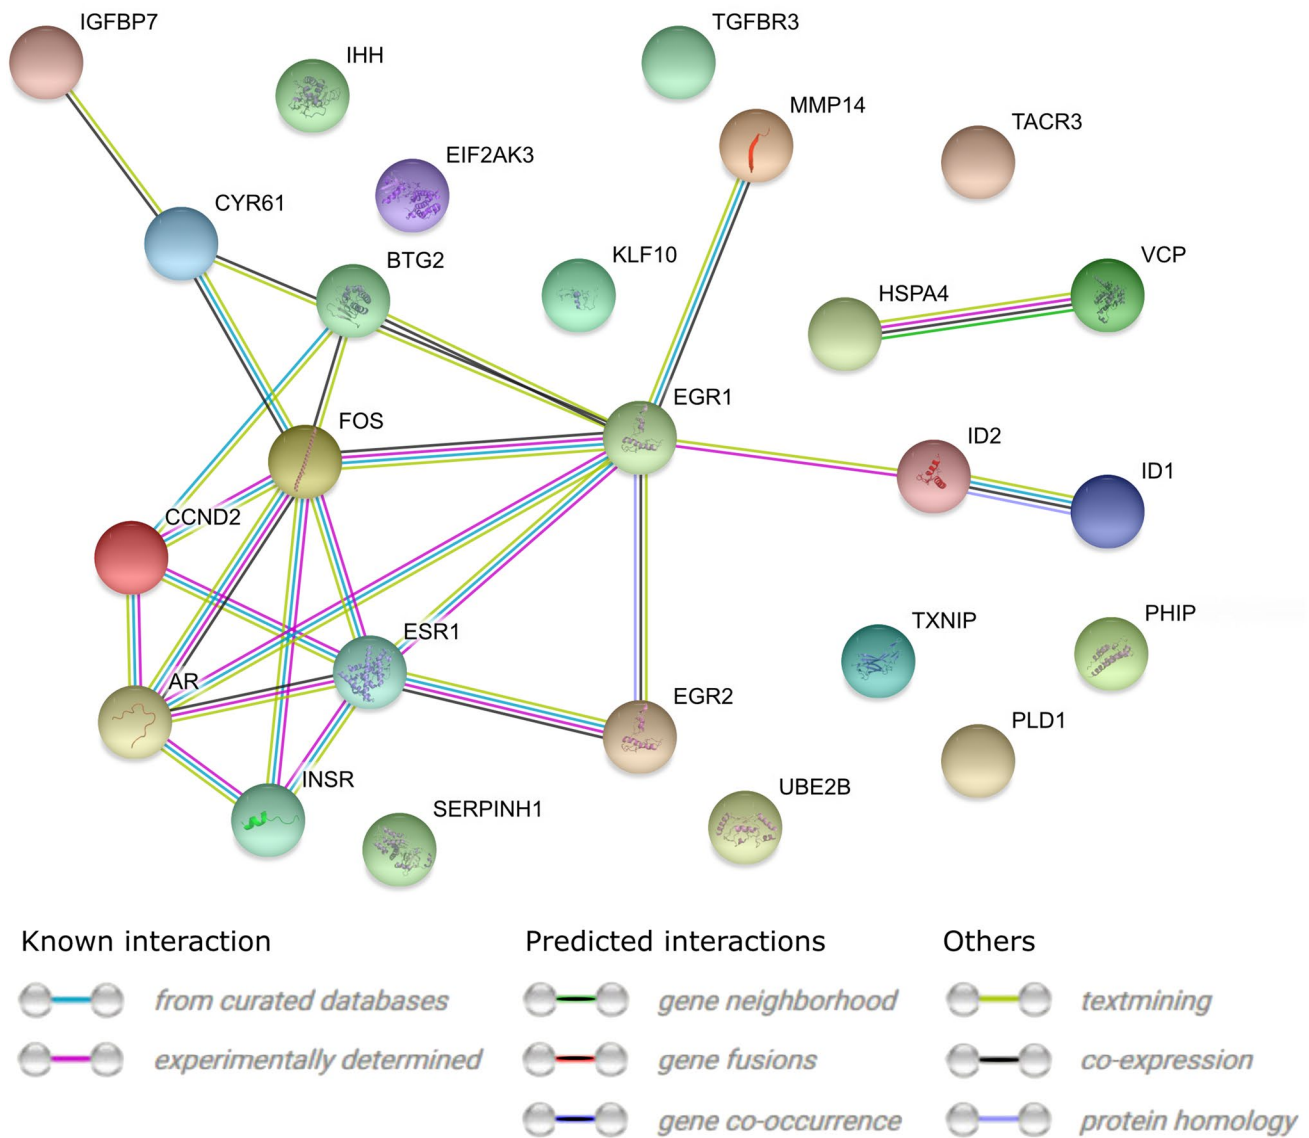 IGFBP7
TGFBR3
IHH
MMP14
TACR3
EIF2AK3
CYR61
BTG2
KLF10
VCP
HSPA4
EGR1
FOS
ID2
ID1
CCND2
ESR1
TXNIP
PHIP
AR
EGR2
PLD1
INSR
UBE2B
SERPINH1
Known interaction
Predicted interactions
Others
from curated databases
gene neighborhood
textmining
experimentally determined
gene fusions
co-expression
gene co-occurrence
protein homology